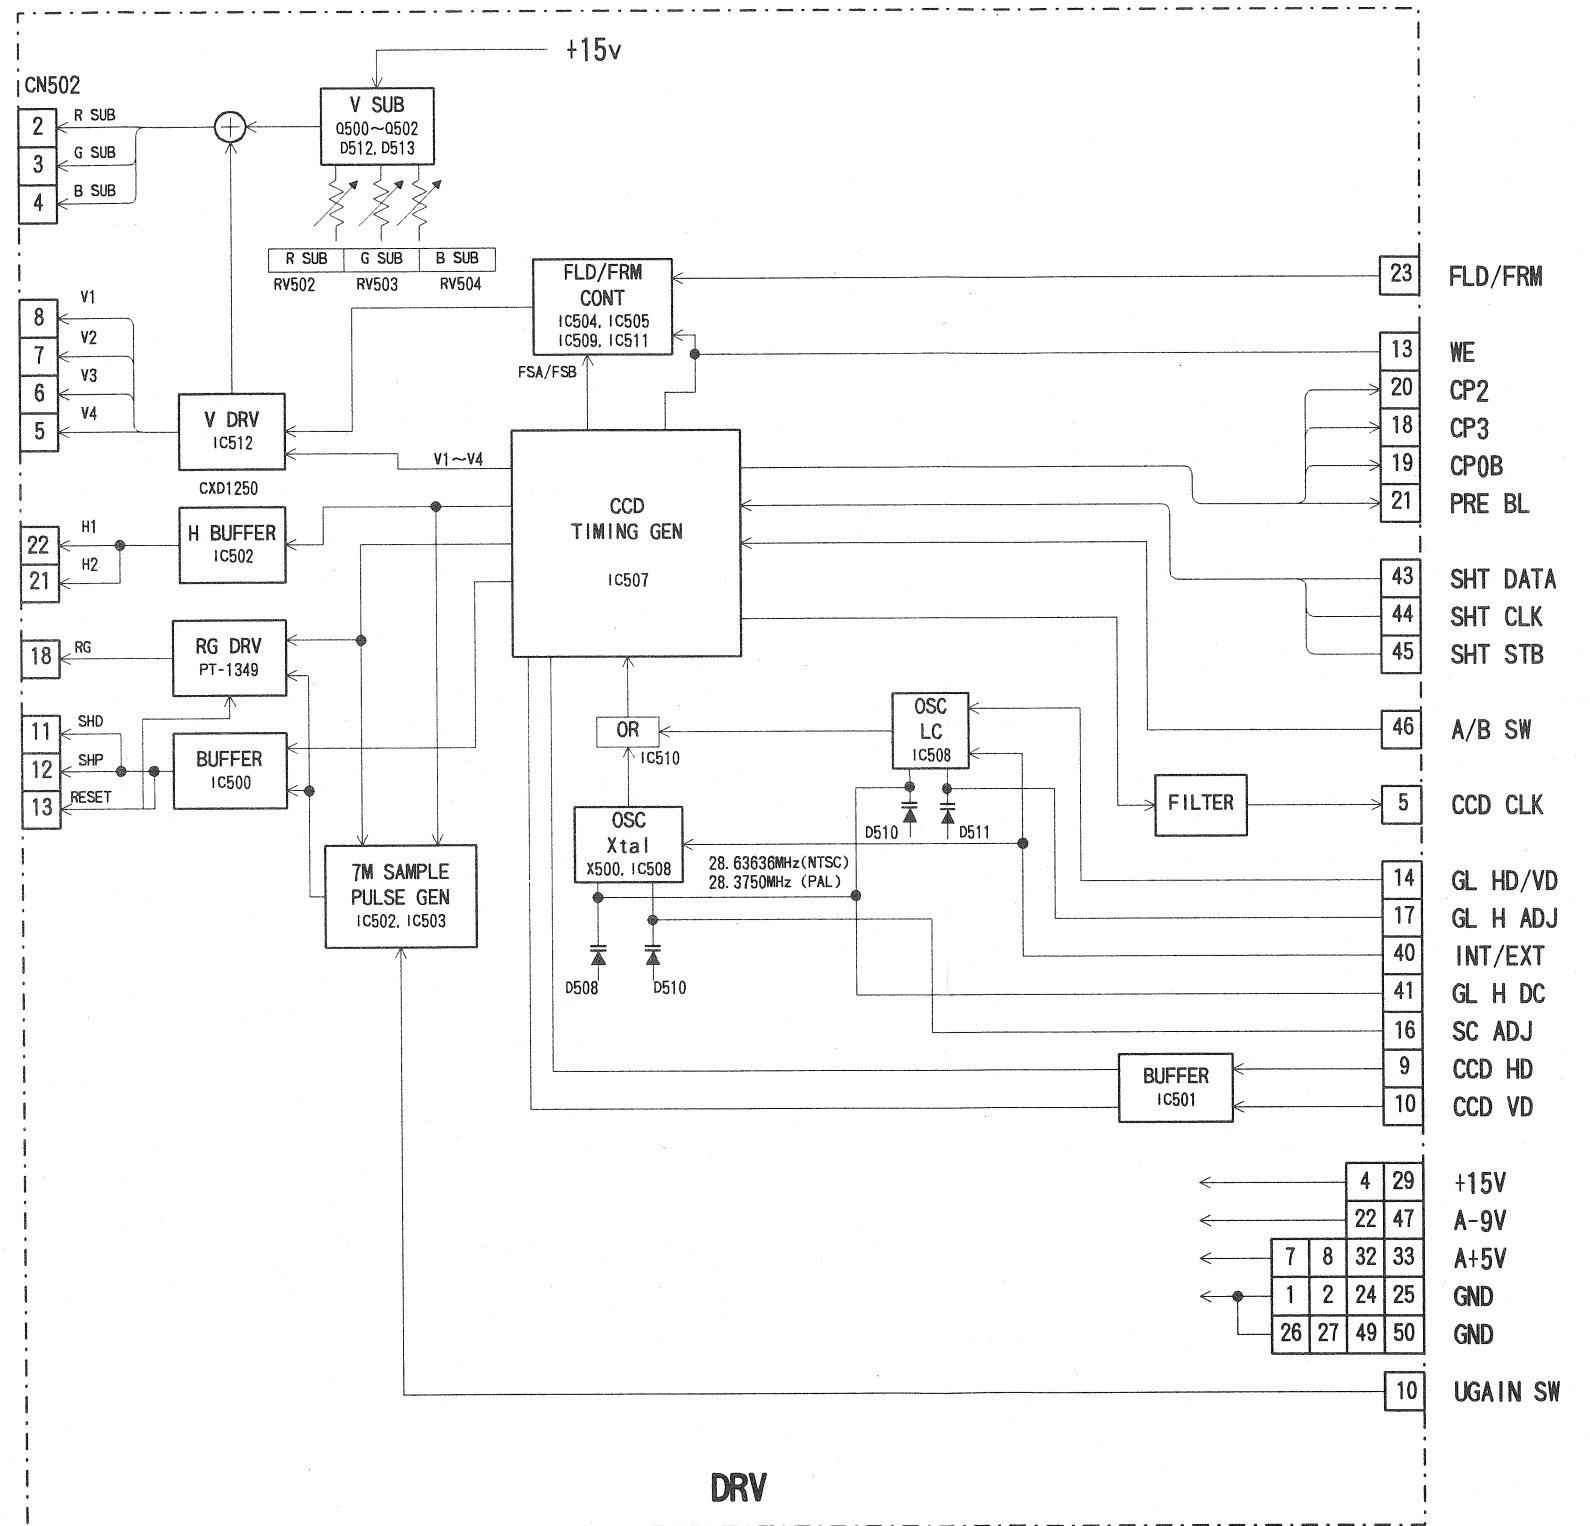 +15v
CN502
V SUB
Q500~Q502
D512, D513
2
R SUB
3
G SUB
4
B SUB
R SUB
G SUB
B SUB
RV502
RV503
RV504
FLD/FRM
CONT
IC504, IC505
IC509, IC511
FSA/FSB
23
FLD/FRM
8
V1
7
V2
6
V3
5
V4
V DRV
IC512
CXD1250
V1~V4
13
WE
20
CP2
18
CP3
19
CPOB
21
PRE BL
CCD
TIMING GEN
IC507
22
H1
21
H2
H BUFFER
IC502
43
SHT DATA
44
SHT CLK
45
SHT STB
18
RG
RG DRV
PT-1349
11
SHD
12
SHP
13
RESET
BUFFER
IC500
OR
IC510
OSC
LC
IC508
46
A/B SW
D510
D511
FILTER
5
CCD CLK
OSC
Xtal
X500, IC508
28.63636MHz(NTSC)
28.3750MHz (PAL)
7M SAMPLE
PULSE GEN
IC502, IC503
D508
D510
14
GL HD/VD
17
GL H ADJ
40
INT/EXT
41
GL H DC
16
SC ADJ
9
CCD HD
10
CCD VD
BUFFER
IC501
4 29 +15V
22 47 A-9V
7 8 32 33 A+5V
1 2 24 25 GND
26 27 49 50 GND
10
UGAIN SW
DRV